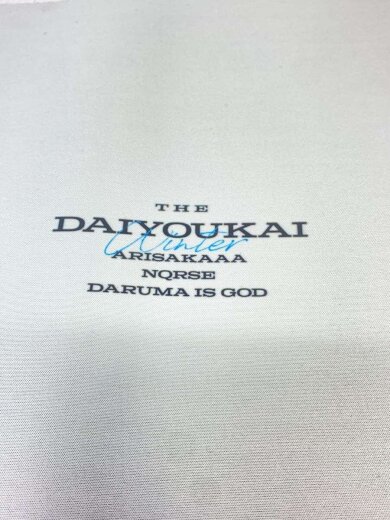 THE
DAIYOUKAI
Winter
ARISAKAAA
NQRSE
DARUMA IS GOD